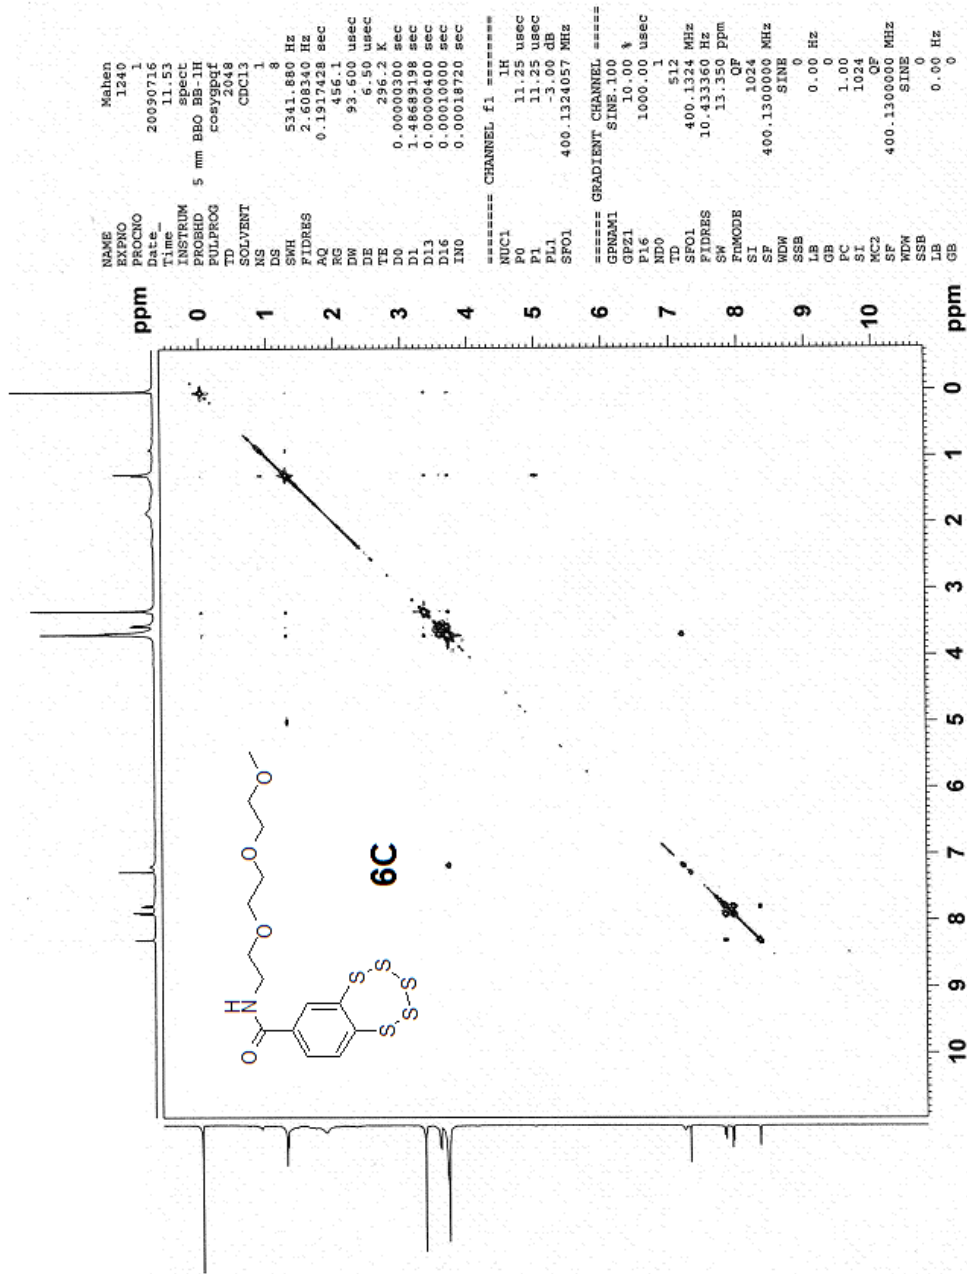 NAME Mahen
EXPNO 1240
PROCNO 1
Date_ 20090716
Time 11.53
INSTRUM spect
PROBHD 5 mm BBO BB-1H
PULPROG cosygpqf
TD 2048
SOLVENT CDCl3
NS 1
DS 8
SWH 5341.880 Hz
FIDRES 2.608340 Hz
AQ 0.1917428 sec
RG 456.1
DW 93.600 usec
DE 6.50 usec
TE 296.2 K
D0 0.00000300 sec
D1 1.48689198 sec
D13 0.00000400 sec
D16 0.00010000 sec
IN0 0.00018720 sec
======== CHANNEL f1 ========
NUC1 1H
P0 11.25 usec
P1 11.25 usec
PL1 -3.00 dB
SFO1 400.1324057 MHz
====== GRADIENT CHANNEL =====
GPNAM1 SINE.100
GPZ1 10.00 %
P16 1000.00 usec
ND0 1
TD 512
SFO1 400.1324 MHz
FIDRES 10.433360 Hz
SW 13.350 ppm
FnMODE QF
SI 1024
SF 400.1300000 MHz
WDW SINE
SSB 0
LB 0.00 Hz
GB 0
PC 1.00
SI 1024
MC2 QF
SF 400.1300000 MHz
WDW SINE
SSB 0
LB 0.00 Hz
GB 0
ppm
0
1
2
3
4
5
6
7
8
9
10
ppm
0
1
2
3
4
5
6
7
8
9
10
O
H
N
O
O
O
S
S
S
S
S
6C